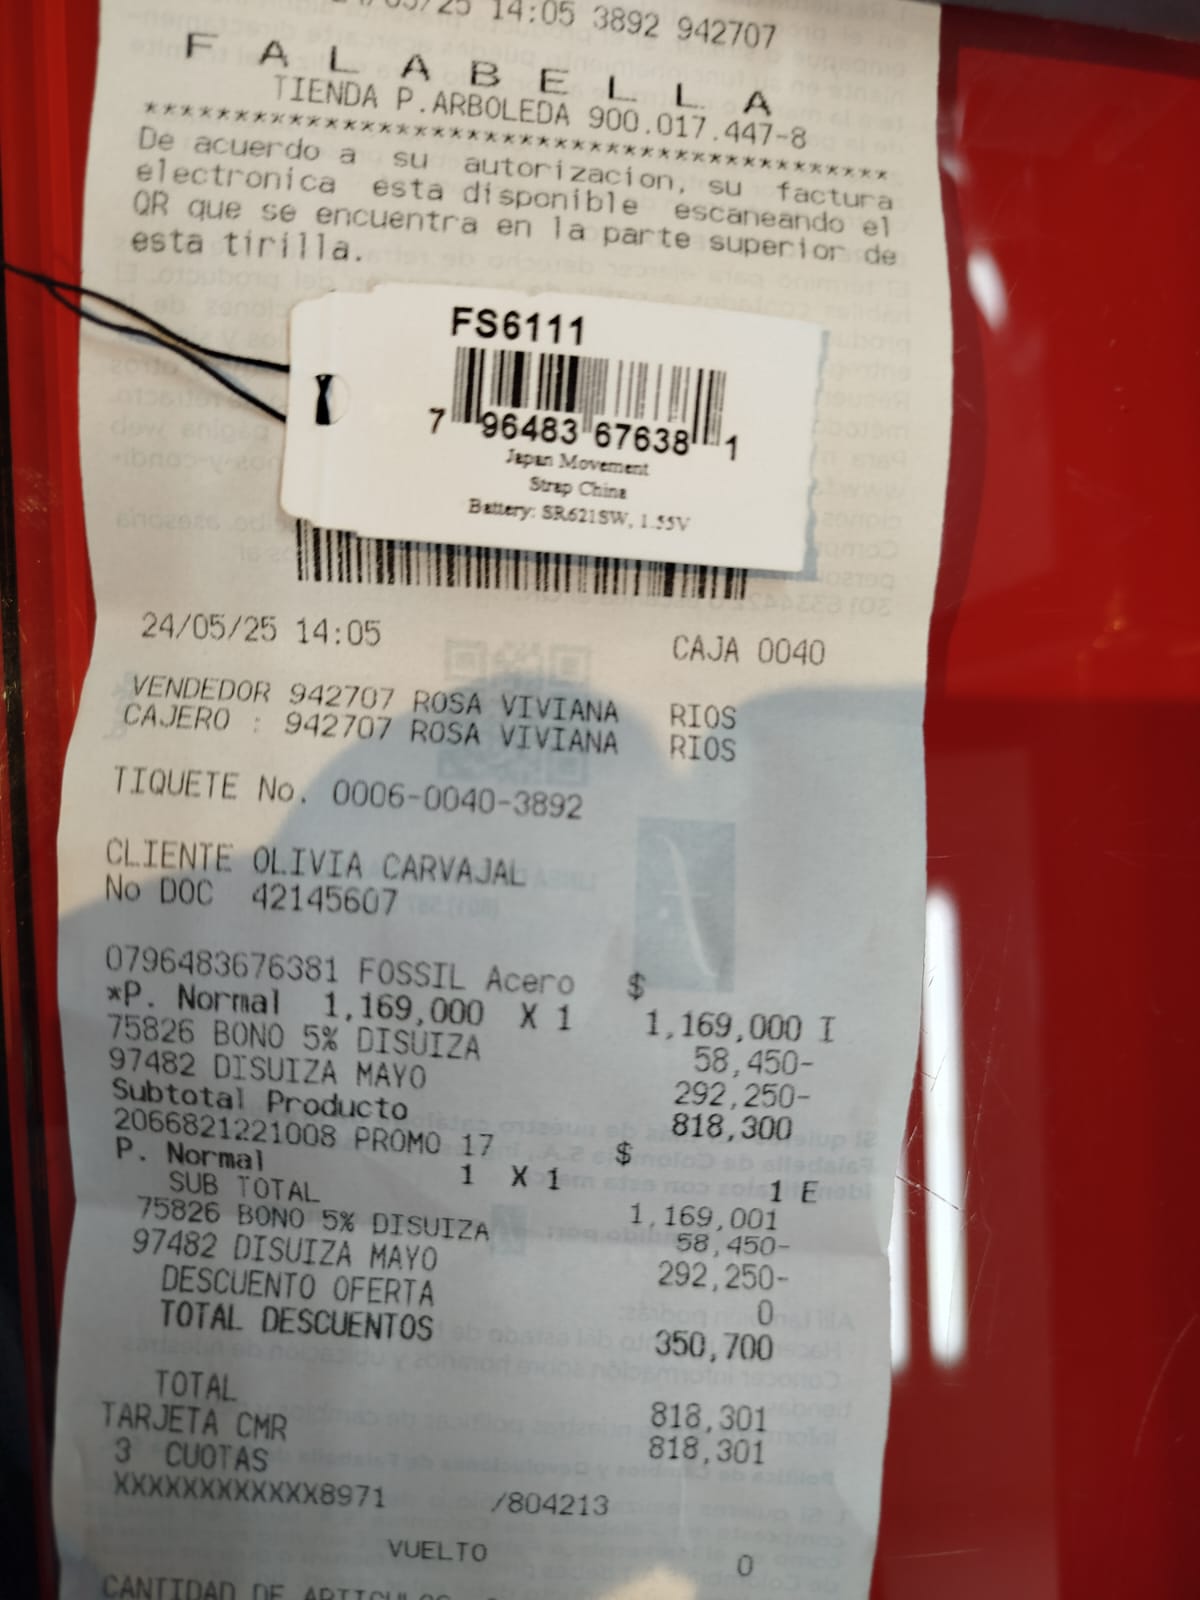 /25 14:05 3892 942707
F A L A B E L L A
TIENDA P.ARBOLEDA 900.017.447-8
******************************************
De acuerdo a su autorizacion, su factura
electronica esta disponible escaneando el
QR que se encuentra en la parte superior de
esta tirilla.
FS6111
7 96483 67638 1
Japan Movement
Strap China
Battery: SR621SW, 1.55V
24/05/25 14:05 CAJA 0040
VENDEDOR 942707 ROSA VIVIANA RIOS
CAJERO : 942707 ROSA VIVIANA RIOS
TIQUETE No. 0006-0040-3892
CLIENTE OLIVIA CARVAJAL
No DOC 42145607
0796483676381 FOSSIL Acero $
*P. Normal 1,169,000 X 1 1,169,000 I
75826 BONO 5% DISUIZA 58,450-
97482 DISUIZA MAYO 292,250-
Subtotal Producto 818,300
2066821221008 PROMO 17 $
P. Normal 1 X 1 1 E
SUB TOTAL 1,169,001
75826 BONO 5% DISUIZA 58,450-
97482 DISUIZA MAYO 292,250-
DESCUENTO OFERTA 0
TOTAL DESCUENTOS 350,700
TOTAL 818,301
TARJETA CMR 818,301
3 CUOTAS
XXXXXXXXXXXX8971 /804213
VUELTO 0
CANTIDAD DE ARTICULOS